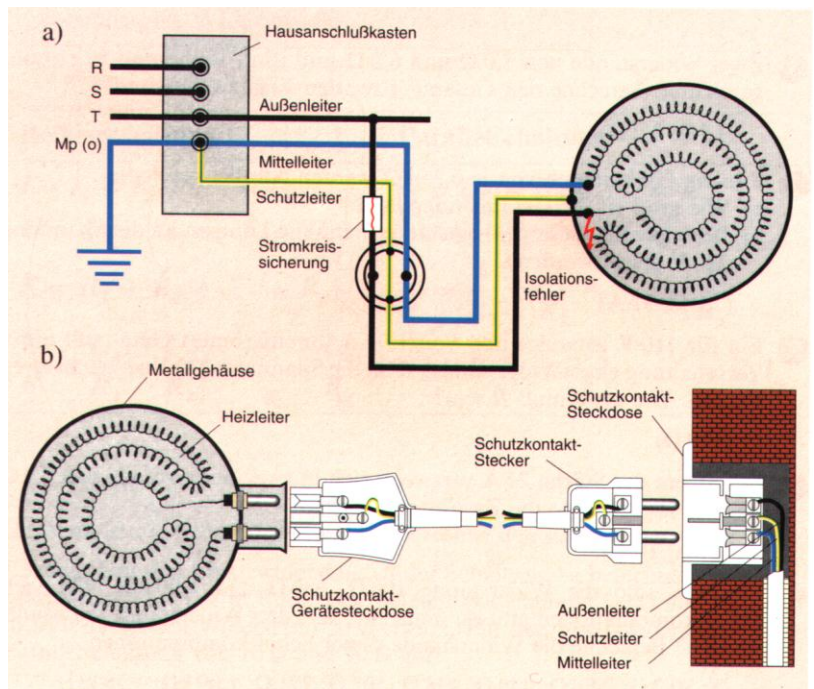 a)
Hausanschlußkasten
R
S
T
Außenleiter
Mp (o)
Mittelleiter
Schutzleiter
Stromkreis-
sicherung
Isolations-
fehler
b)
Metallgehäuse
Heizleiter
Schutzkontakt-
Steckdose
Schutzkontakt-
Stecker
Schutzkontakt-
Gerätesteckdose
Außenleiter
Schutzleiter
Mittelleiter